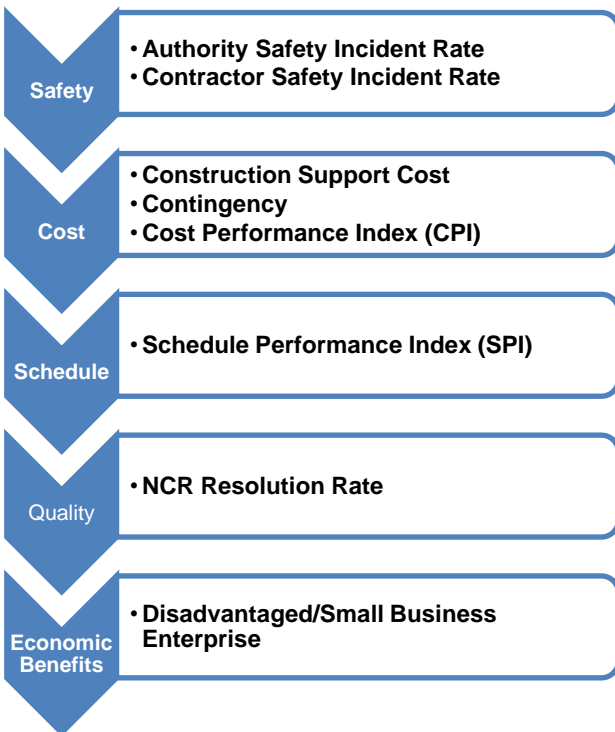 Safety
• Authority Safety Incident Rate
• Contractor Safety Incident Rate
Cost
• Construction Support Cost
• Contingency
• Cost Performance Index (CPI)
Schedule
• Schedule Performance Index (SPI)
Quality
• NCR Resolution Rate
Economic
Benefits
• Disadvantaged/Small Business
Enterprise